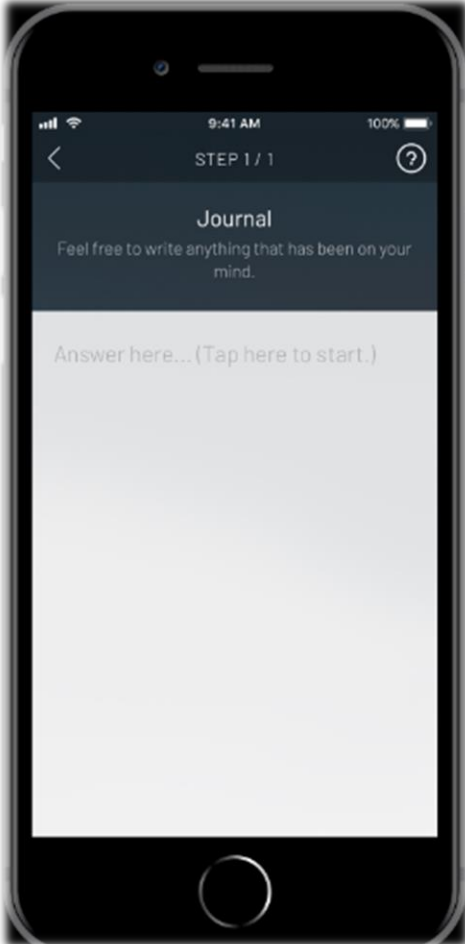 9:41 AM
100%
STEP 1 / 1
?
Journal
Feel free to write anything that has been on your
mind.
Answer here... (Tap here to start.)